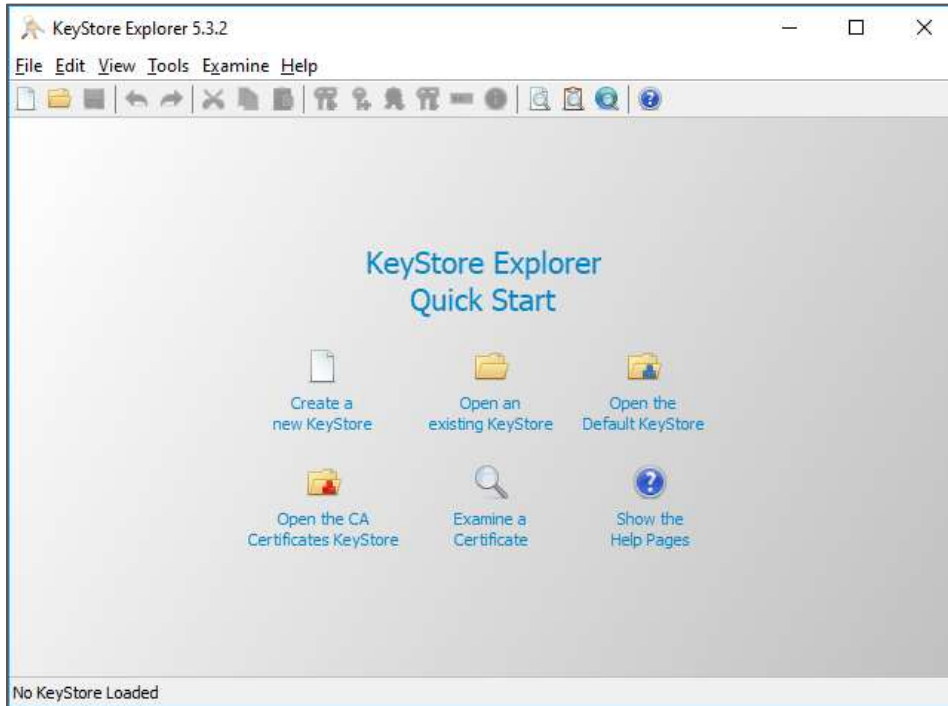 KeyStore Explorer 5.3.2
File Edit View Tools Examine Help
KeyStore Explorer
Quick Start
Create a
new KeyStore
Open an
existing KeyStore
Open the
Default KeyStore
Open the CA
Certificates KeyStore
Examine a
Certificate
Show the
Help Pages
No KeyStore Loaded